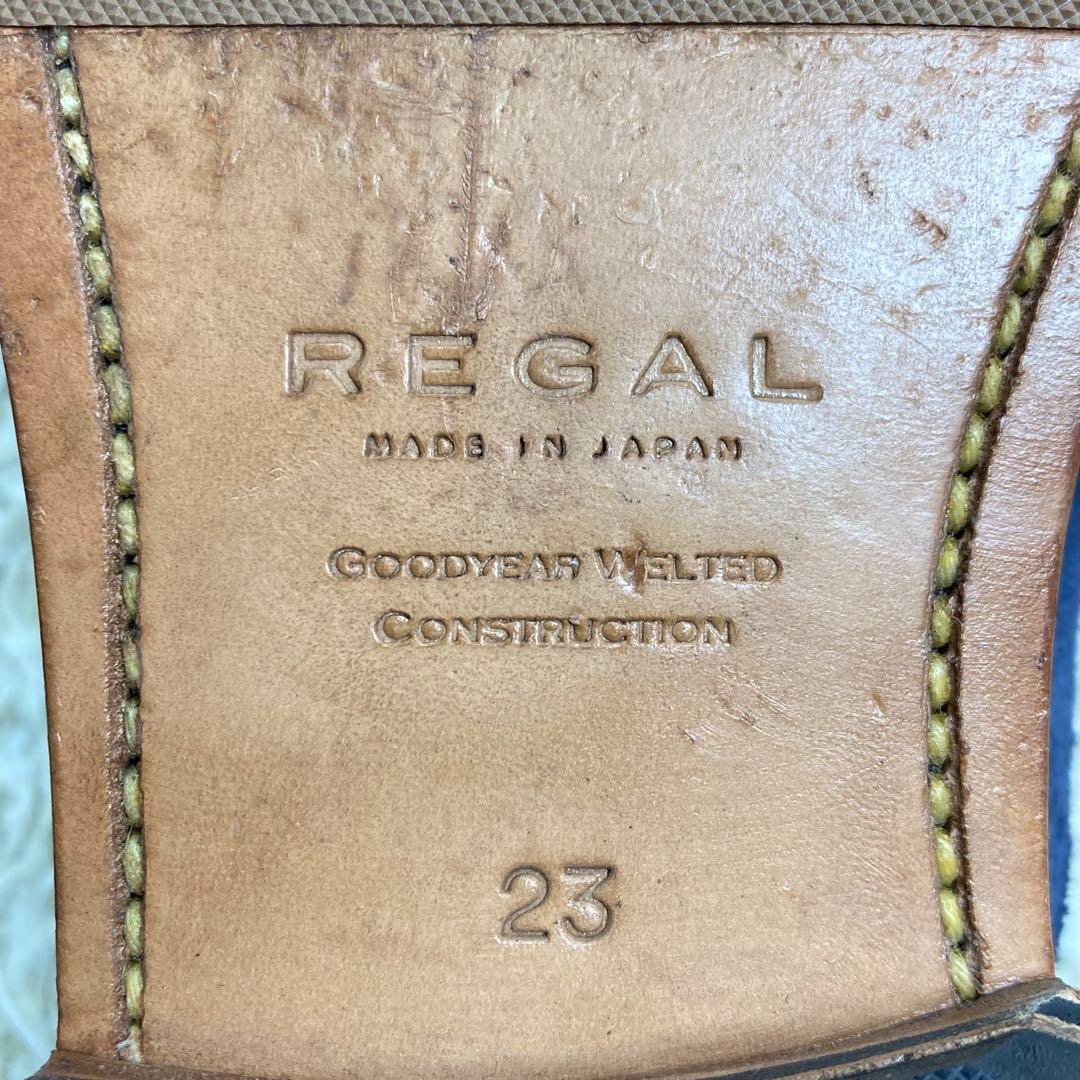 REGAL
MADE IN JAPAN
GOODYEAR WELTED
CONSTRUCTION
23